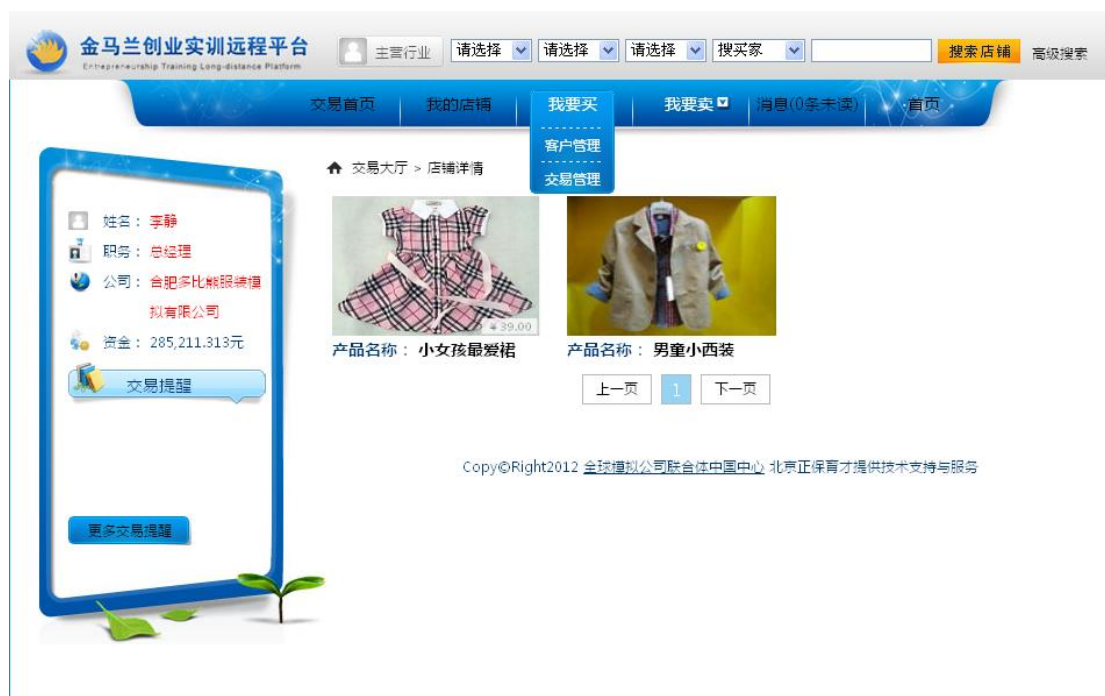 金马兰创业实训远程平台
Entrepreneurship Training Long-distance Platform
主营行业 请选择 请选择 请选择 搜买家 搜索店铺 高级搜索
交易首页 我的店铺 我要买 我要卖 消息(0条未读) 首页
客户管理
交易管理
交易大厅 > 店铺详情
姓名：李静
职务：总经理
公司：合肥多比熊服装模
拟有限公司
资金：285,211.313元
交易提醒
更多交易提醒
¥39.00
产品名称：小女孩最爱裙
产品名称：男童小西装
上一页 1 下一页
Copy©Right2012 全球模拟公司联合体中国中心 北京正保育才提供技术支持与服务